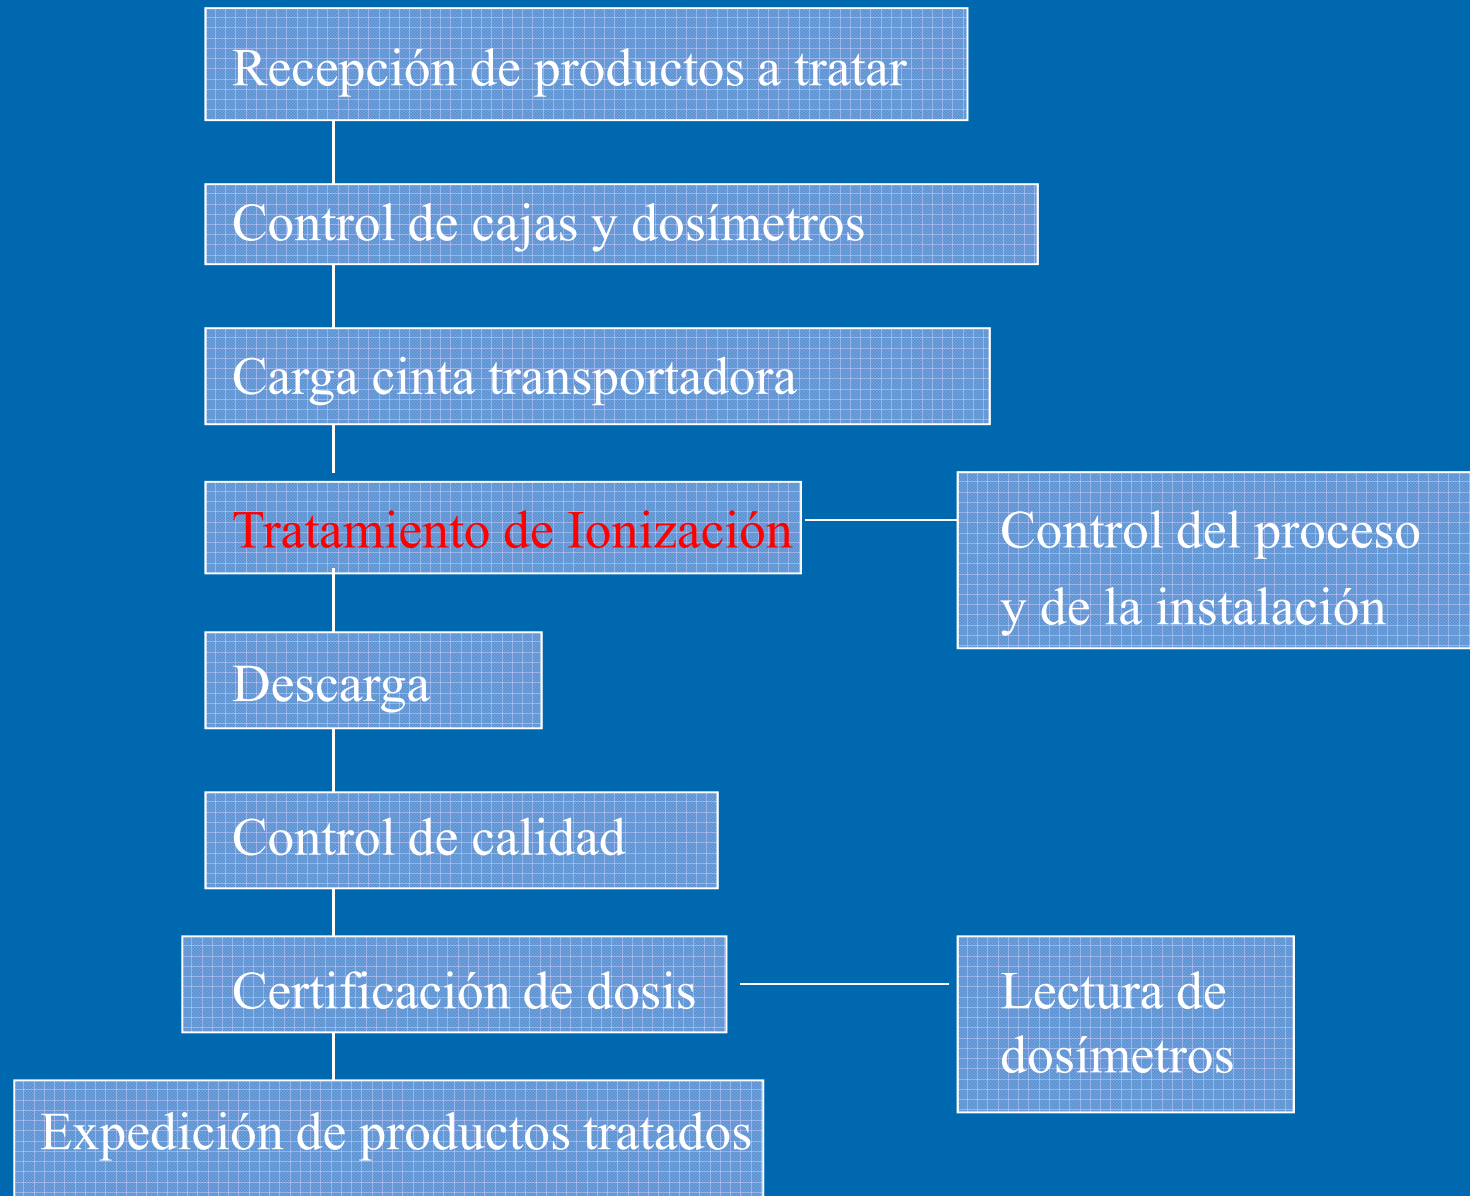 Recepción de productos a tratar
Control de cajas y dosímetros
Carga cinta transportadora
Tratamiento de Ionización
Control del proceso
y de la instalación
Descarga
Control de calidad
Certificación de dosis
Lectura de
dosímetros
Expedición de productos tratados